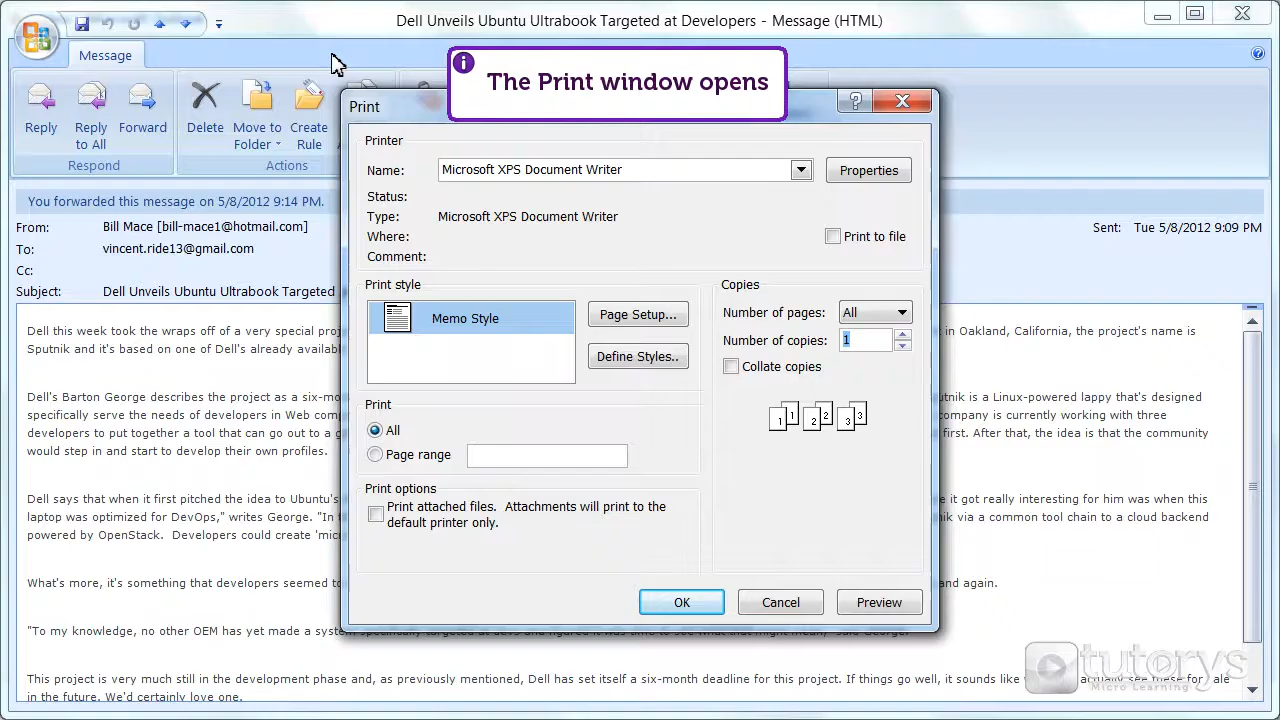 Dell Unveils Ubuntu Ultrabook Targeted at Developers - Message (HTML)
Message
i The Print window opens
Reply
Reply to All
Forward
Delete
Move to Folder
Create Rule
Respond
Actions
You forwarded this message on 5/8/2012 9:14 PM.
From: Bill Mace [bill-mace1@hotmail.com]
Sent: Tue 5/8/2012 9:09 PM
To: vincent.ride13@gmail.com
Cc:
Subject: Dell Unveils Ubuntu Ultrabook Targeted
Print
Printer
Name: Microsoft XPS Document Writer
Properties
Status:
Type: Microsoft XPS Document Writer
Where:
Print to file
Comment:
Print style
Memo Style
Page Setup...
Define Styles..
Copies
Number of pages: All
Number of copies: 1
Collate copies
1 1 2 2 3 3
Print
All
Page range
Print options
Print attached files. Attachments will print to the
default printer only.
OK
Cancel
Preview
Dell this week took the wraps off of a very special in Oakland, California, the project's name is
Sputnik and it's based on one of Dell's already
Dell's Barton George describes the project as a is a Linux-powered lappy that's designed
specifically serve the needs of developers in Web company is currently working with three
developers to put together a tool that can go out to a first. After that, the idea is that the community
would step in and start to develop their own profiles.
Dell says that when it first pitched the idea to Ubuntu's it got really interesting for him was when this
laptop was optimized for DevOps," writes George. "In via a common tool chain to a cloud backend
powered by OpenStack. Developers could create
What's more, it's something that developers seemed and again.
"To my knowledge, no other OEM has yet made a
This project is very much still in the development phase and, as previously mentioned, Dell has set itself a six-month deadline for this project. If things go well, it sounds like
in the future. We'd certainly love one.
tutorys
Micro Learning